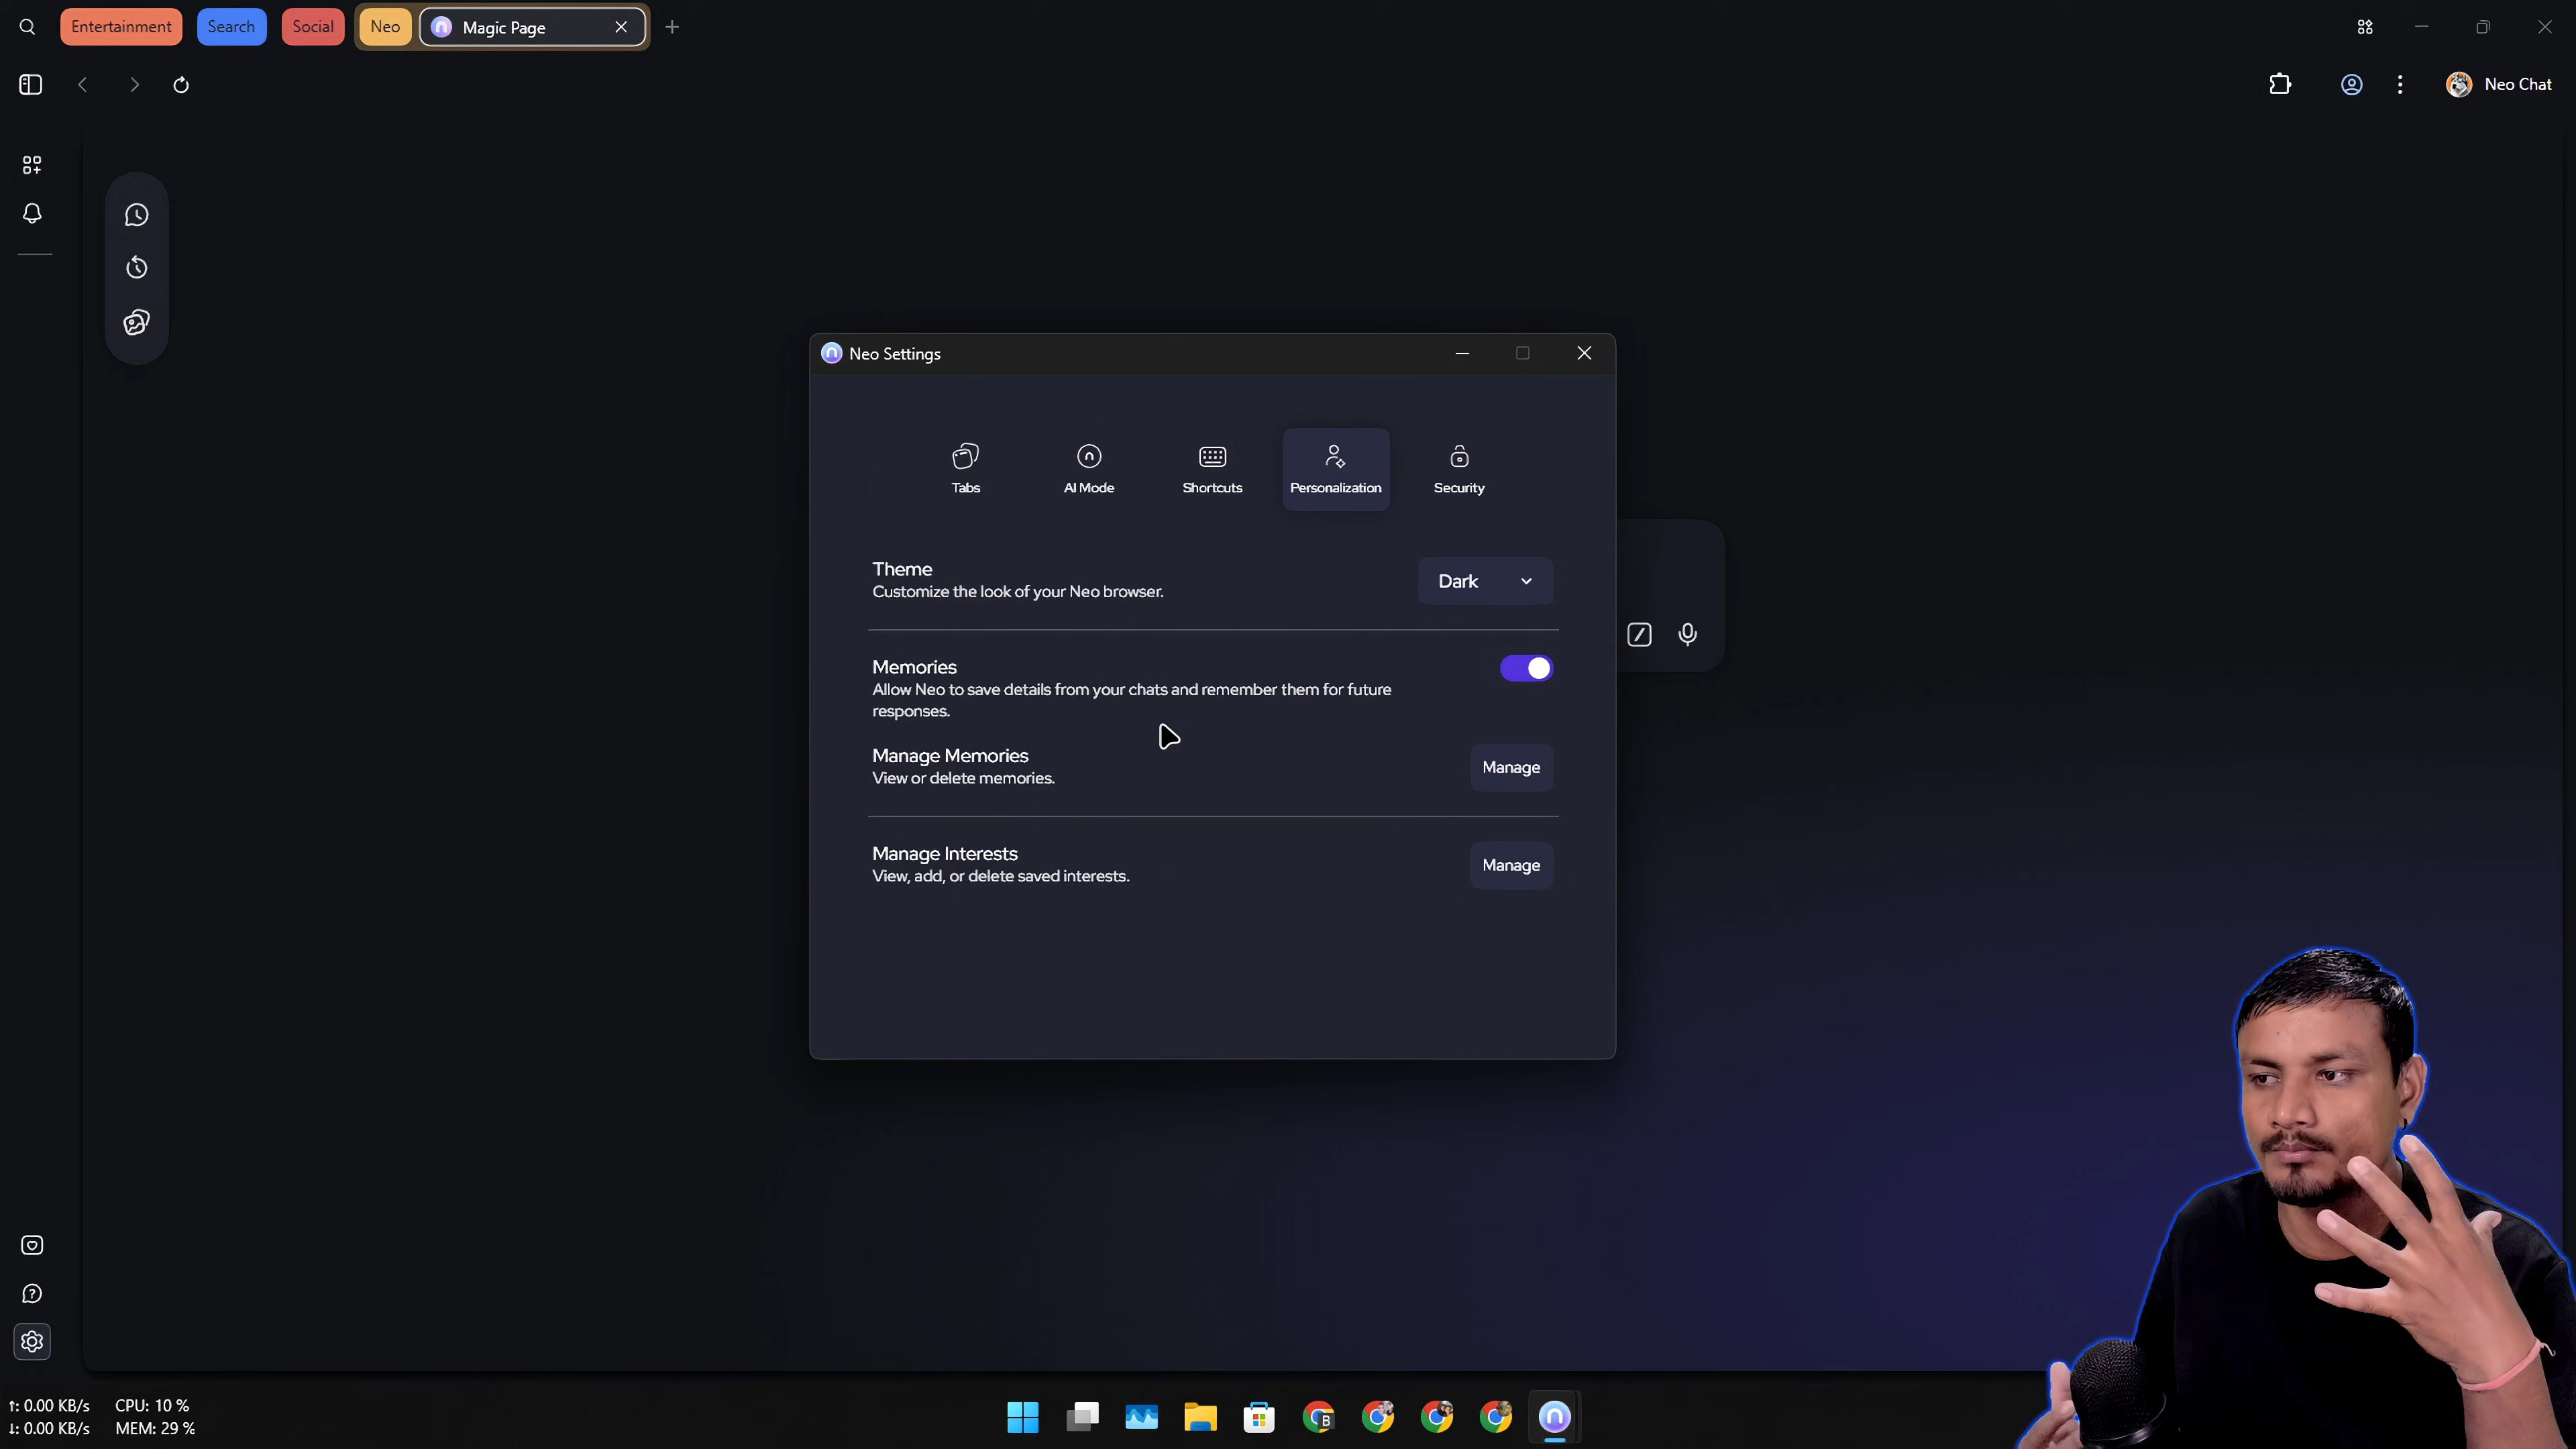 Entertainment
Search
Social
Neo
Magic Page
Neo Chat
Neo Settings
Tabs
AI Mode
Shortcuts
Personalization
Security
Theme
Customize the look of your Neo browser.
Dark
Memories
Allow Neo to save details from your chats and remember them for future
responses.
Manage Memories
View or delete memories.
Manage
Manage Interests
View, add, or delete saved interests.
Manage
↑: 0.00 KB/s CPU: 10 %
↓: 0.00 KB/s MEM: 29 %
B